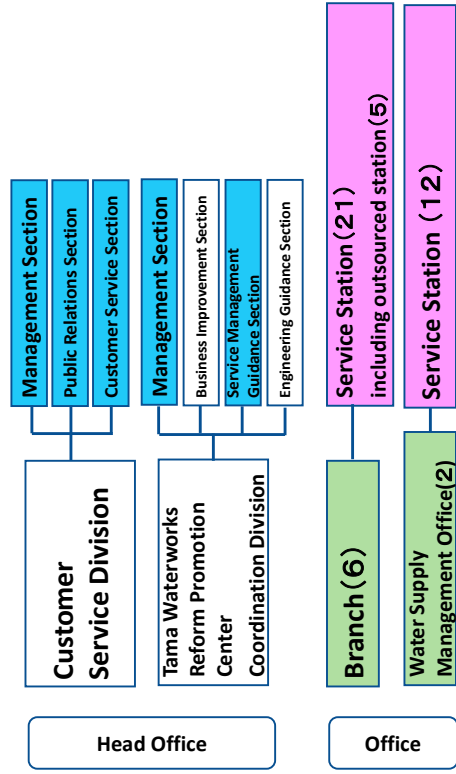 Head Office
Customer
Service Division
Management Section
Public Relations Section
Customer Service Section
Tama Waterworks
Reform Promotion
Center
Coordination Division
Management Section
Business Improvement Section
Service Management
Guidance Section
Engineering Guidance Section
Office
Branch(6)
Service Station(21)
including outsourced station(5)
Water Supply
Management Office(2)
Service Station (12)